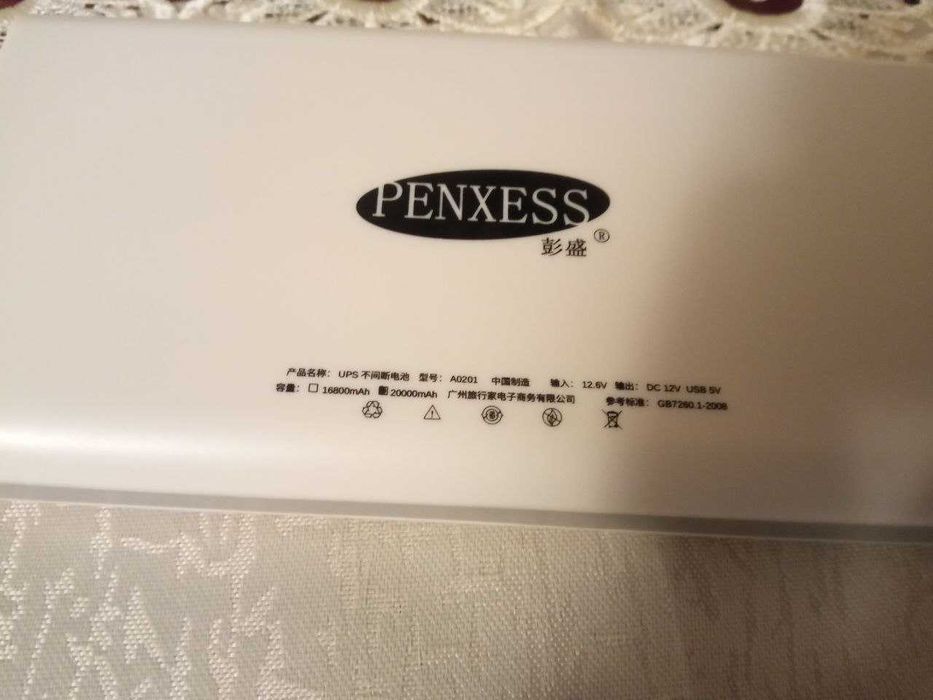 PENXESS
彭盛®
产品名称： UPS 不间断电池 型号： A0201 中国制造 输入： 12.6V 输出： DC 12V USB 5V
容量： □ 16800mAh ■ 20000mAh 广州旅行家电子商务有限公司 参考标准： GB7260.1-2008